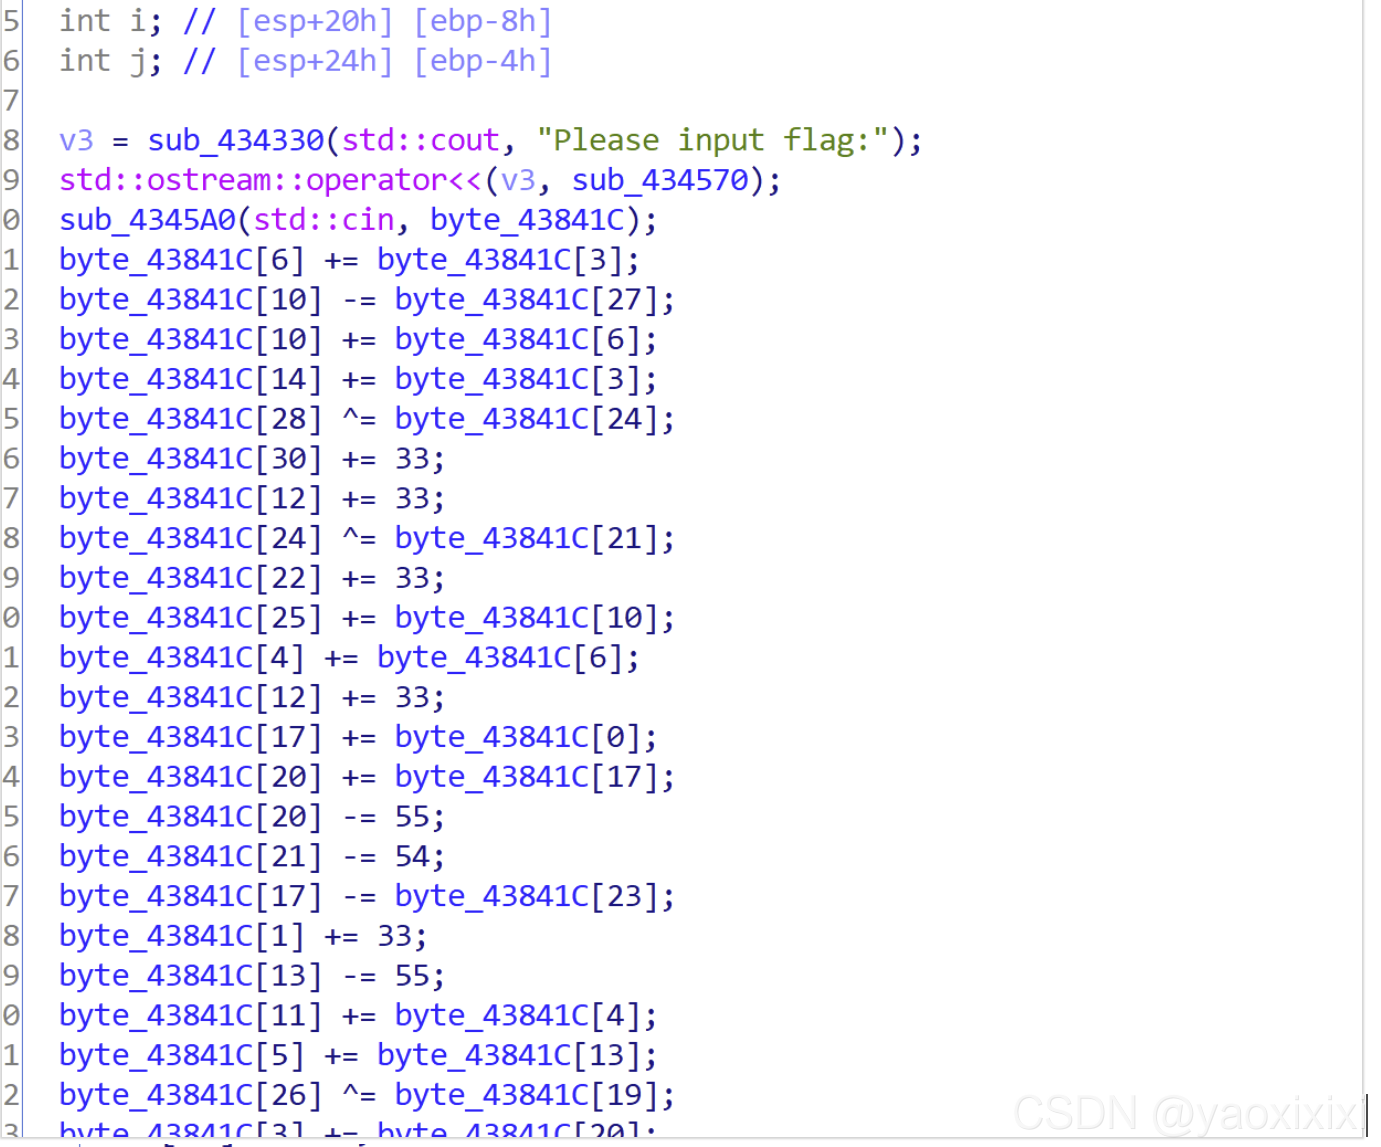 5 int i; // [esp+20h] [ebp-8h]
6 int j; // [esp+24h] [ebp-4h]
7
8 v3 = sub_434330(std::cout, "Please input flag:");
9 std::ostream::operator<<(v3, sub_434570);
0 sub_4345A0(std::cin, byte_43841C);
1 byte_43841C[6] += byte_43841C[3];
2 byte_43841C[10] -= byte_43841C[27];
3 byte_43841C[10] += byte_43841C[6];
4 byte_43841C[14] += byte_43841C[3];
5 byte_43841C[28] ^= byte_43841C[24];
6 byte_43841C[30] += 33;
7 byte_43841C[12] += 33;
8 byte_43841C[24] ^= byte_43841C[21];
9 byte_43841C[22] += 33;
0 byte_43841C[25] += byte_43841C[10];
1 byte_43841C[4] += byte_43841C[6];
2 byte_43841C[12] += 33;
3 byte_43841C[17] += byte_43841C[0];
4 byte_43841C[20] += byte_43841C[17];
5 byte_43841C[20] -= 55;
6 byte_43841C[21] -= 54;
7 byte_43841C[17] -= byte_43841C[23];
8 byte_43841C[1] += 33;
9 byte_43841C[13] -= 55;
0 byte_43841C[11] += byte_43841C[4];
1 byte_43841C[5] += byte_43841C[13];
2 byte_43841C[26] ^= byte_43841C[19];
3 byte_43841C[3] += byte_43841C[20];
CSDN @yaoxixixi